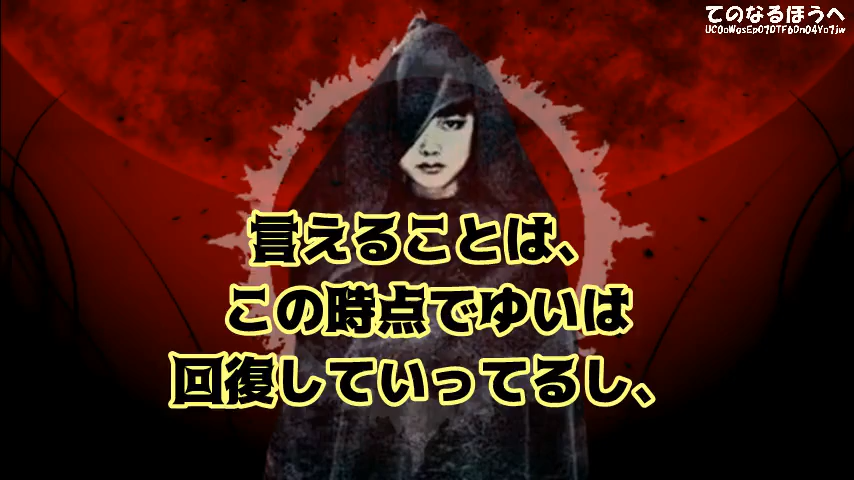 てのなるほうへ
言えることは、
この時点でゆいは
回復していってるし、